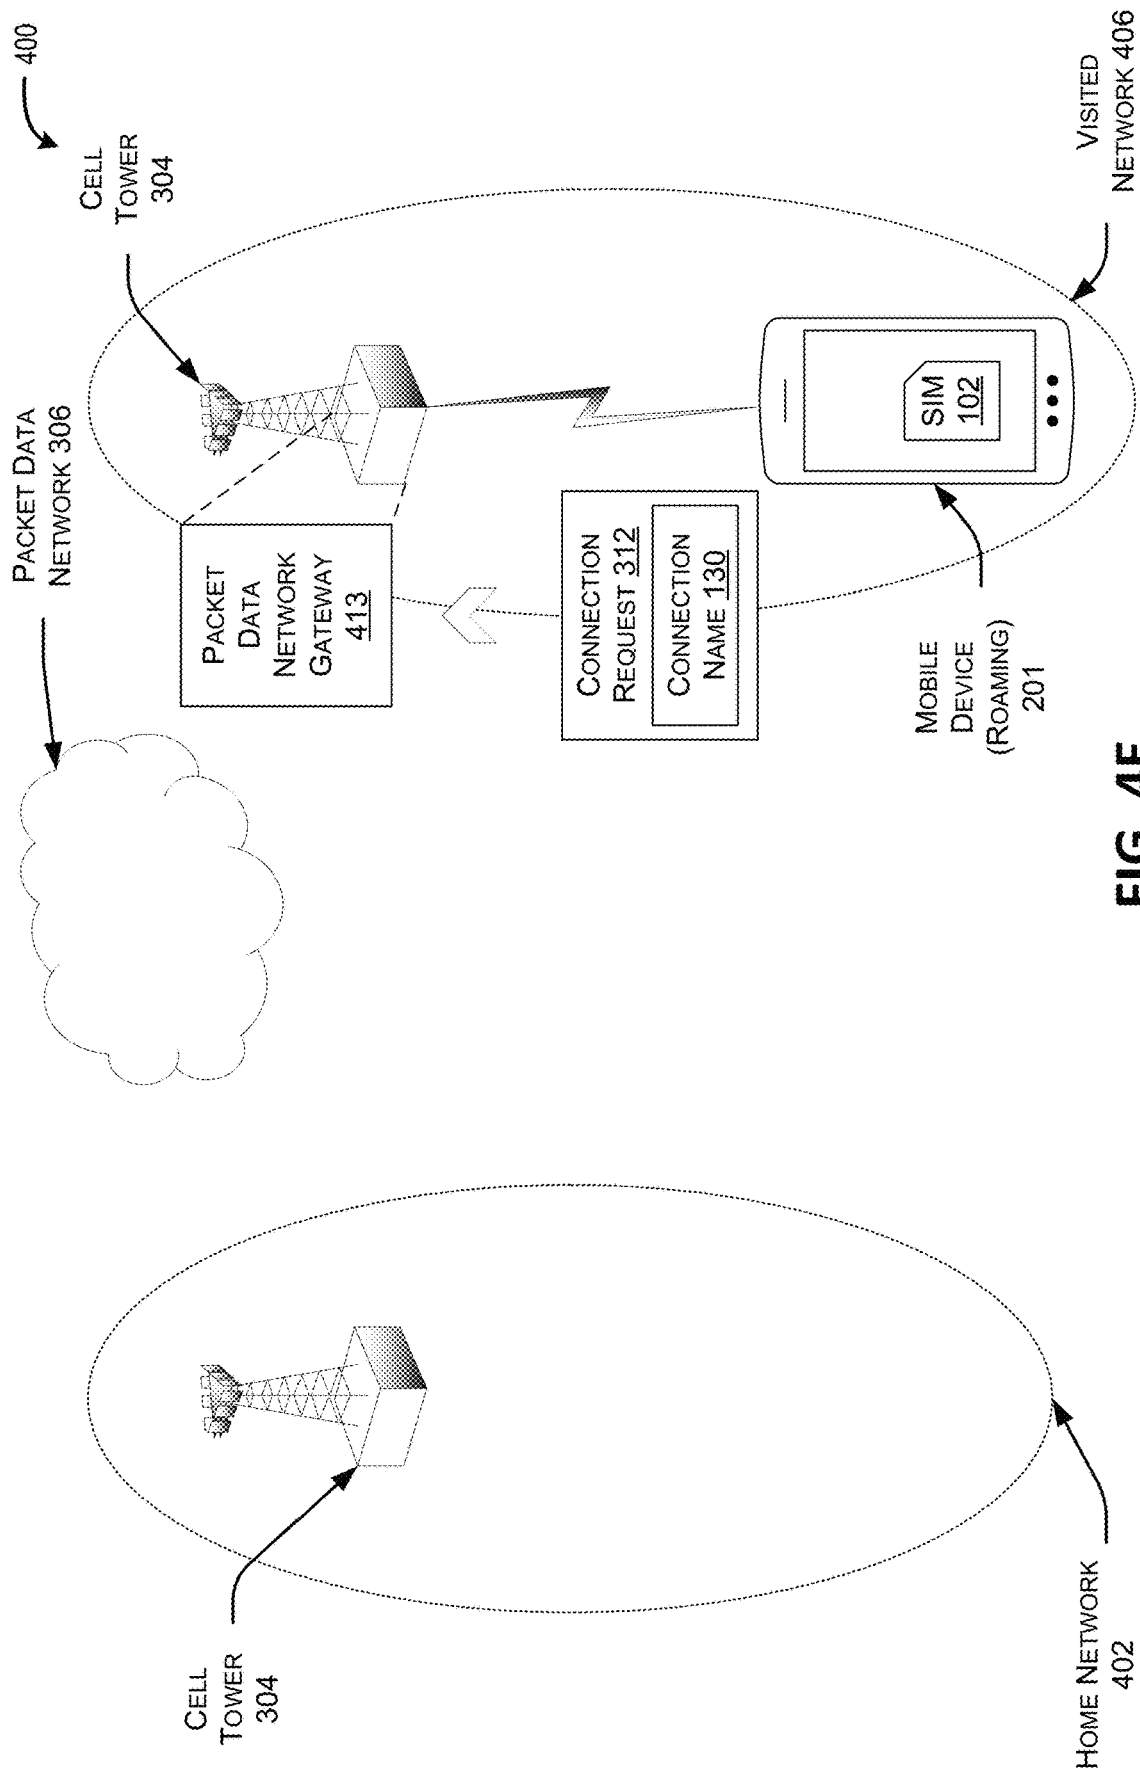 PACKET DATA
NETWORK 306
400
CELL
TOWER
304
CELL
TOWER
304
PACKET
DATA
NETWORK
GATEWAY
413
CONNECTION
REQUEST 312
CONNECTION
NAME 130
SIM
102
MOBILE
DEVICE
(ROAMING)
201
HOME NETWORK
402
VISITED
NETWORK 406
FIG